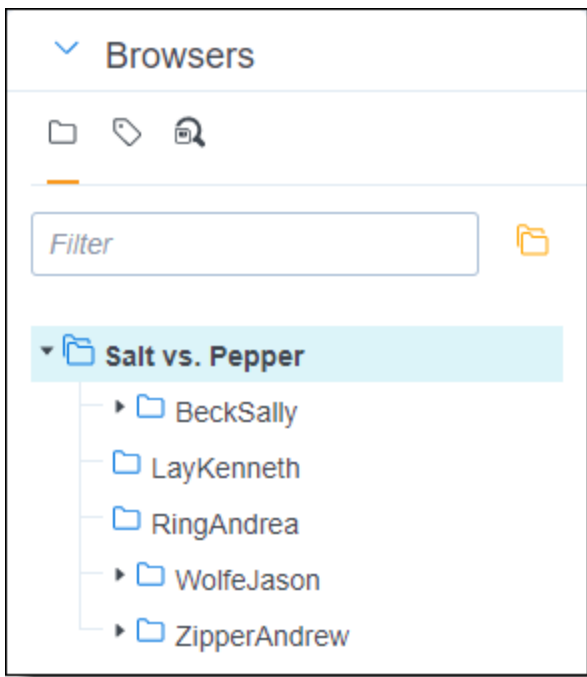 Browsers
Filter
Salt vs. Pepper
BeckSally
LayKenneth
RingAndrea
WolfeJason
ZipperAndrew